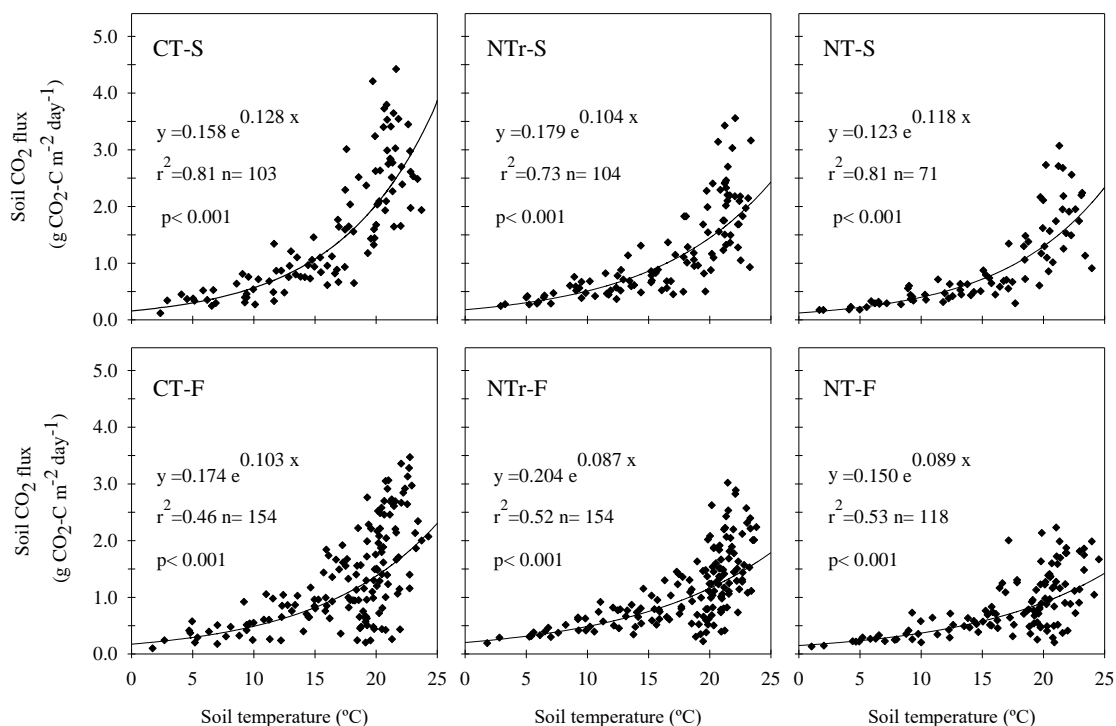 CT-S
y =0.158 e^0.128 x
r²=0.81 n= 103
p< 0.001
NTr-S
y =0.179 e^0.104 x
r²=0.73 n= 104
p< 0.001
NT-S
y =0.123 e^0.118 x
r²=0.81 n= 71
p< 0.001
5.0
4.0
3.0
2.0
1.0
0.0
Soil CO₂ flux
(g CO₂-C m⁻² day⁻¹)
CT-F
y =0.174 e^0.103 x
r²=0.46 n= 154
p< 0.001
NTr-F
y =0.204 e^0.087 x
r²=0.52 n= 154
p< 0.001
NT-F
y =0.150 e^0.089 x
r²=0.53 n= 118
p< 0.001
5.0
4.0
3.0
2.0
1.0
0.0
Soil CO₂ flux
(g CO₂-C m⁻² day⁻¹)
0 5 10 15 20 25
0 5 10 15 20 25
0 5 10 15 20 25
Soil temperature (ºC)
Soil temperature (ºC)
Soil temperature (ºC)